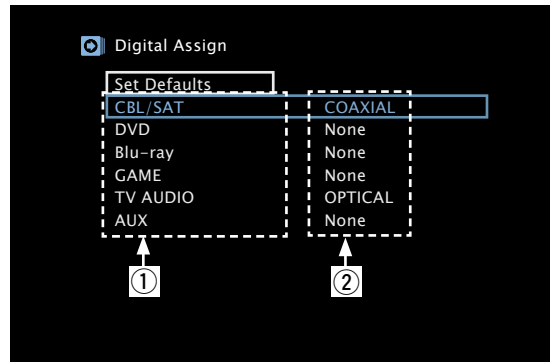 Digital Assign
Set Defaults
CBL/SAT COAXIAL
DVD None
Blu-ray None
GAME None
TV AUDIO OPTICAL
AUX None
① ②